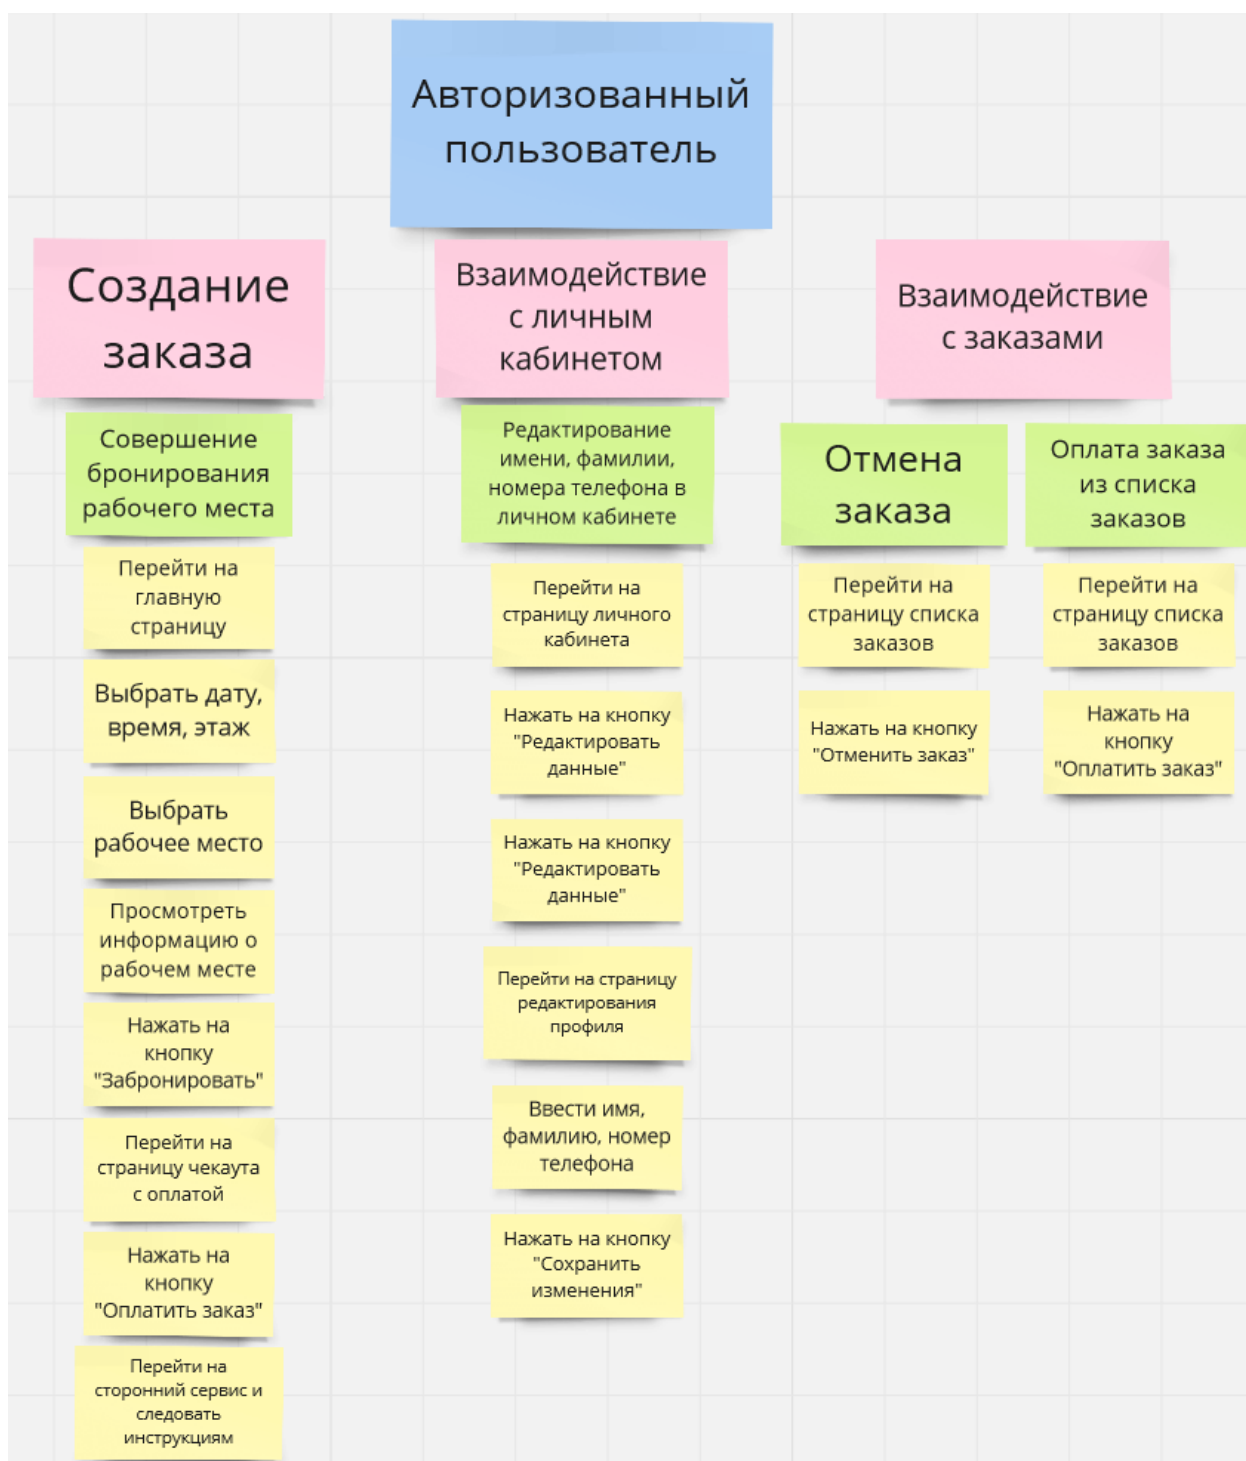 Авторизованный
пользователь
Создание
заказа
Совершение
бронирования
рабочего места
Перейти на
главную
страницу
Выбрать дату,
время, этаж
Выбрать
рабочее место
Просмотреть
информацию о
рабочем месте
Нажать на
кнопку
"Забронировать"
Перейти на
страницу чекаута
с оплатой
Нажать на
кнопку
"Оплатить заказ"
Перейти на
сторонний сервис и
следовать
инструкциям
Взаимодействие
с личным
кабинетом
Редактирование
имени, фамилии,
номера телефона в
личном кабинете
Перейти на
страницу личного
кабинета
Нажать на кнопку
"Редактировать
данные"
Нажать на кнопку
"Редактировать
данные"
Перейти на страницу
редактирования
профиля
Ввести имя,
фамилию, номер
телефона
Нажать на кнопку
"Сохранить
изменения"
Взаимодействие
с заказами
Отмена
заказа
Перейти на
страницу списка
заказов
Нажать на кнопку
"Отменить заказ"
Оплата заказа
из списка
заказов
Перейти на
страницу списка
заказов
Нажать на
кнопку
"Оплатить заказ"